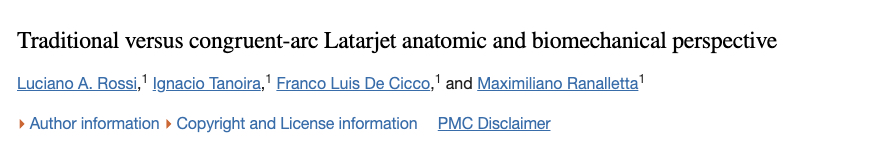 Traditional versus congruent-arc Latarjet anatomic and biomechanical perspective
Luciano A. Rossi,1 Ignacio Tanoira,1 Franco Luis De Cicco,1 and Maximiliano Ranalletta1
Author information Copyright and License information PMC Disclaimer